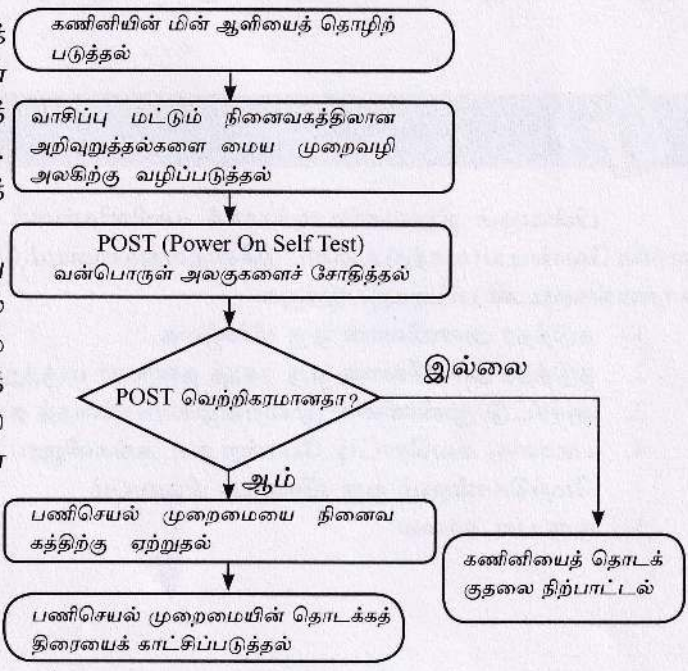 கணினியின் மின் ஆளியைத் தொழிற்
படுத்தல்
வாசிப்பு மட்டும் நினைவகத்திலான
அறிவுறுத்தல்களை மைய முறைவழி
அலகிற்கு வழிப்படுத்தல்
POST (Power On Self Test)
வன்பொருள் அலகுகளைச் சோதித்தல்
POST வெற்றிகரமானதா?
இல்லை
ஆம்
பணிசெயல் முறைமையை நினைவ
கத்திற்கு ஏற்றுதல்
கணினியைத் தொடக்
குதலை நிற்பாட்டல்
பணிசெயல் முறைமையின் தொடக்கத்
திரையைக் காட்சிப்படுத்தல்